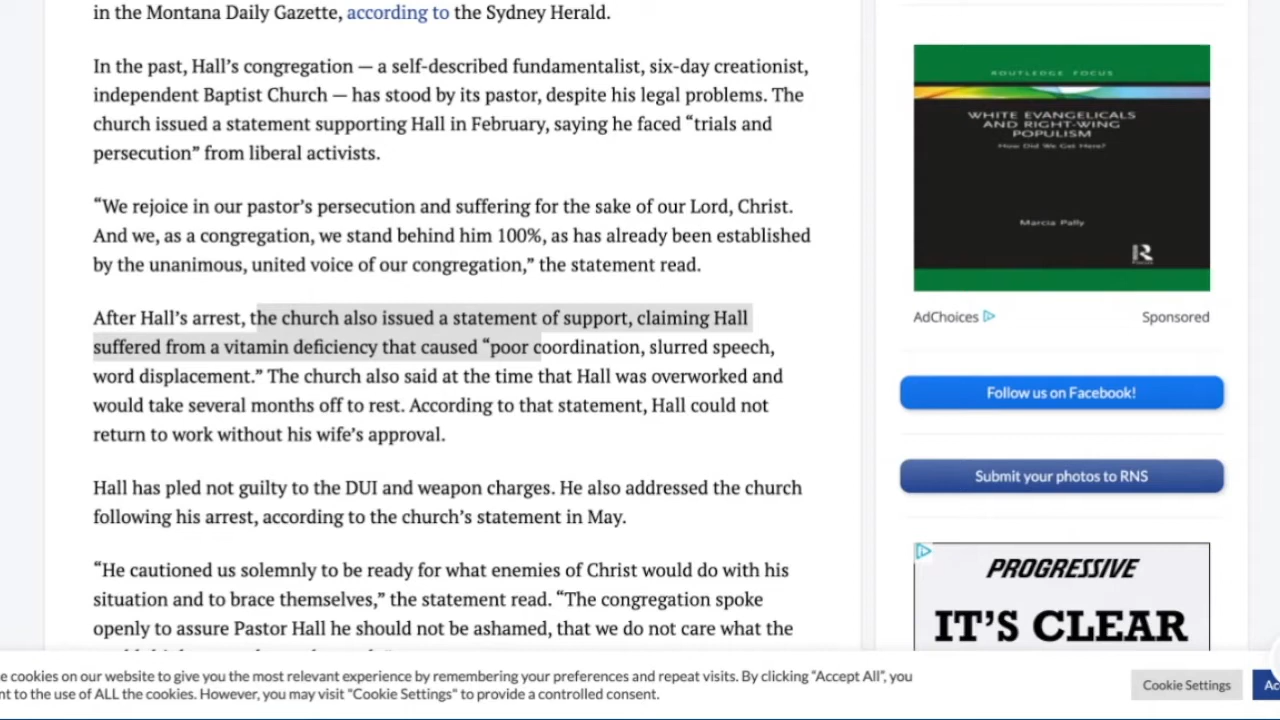 in the Montana Daily Gazette, according to the Sydney Herald.
In the past, Hall’s congregation — a self-described fundamentalist, six-day creationist,
independent Baptist Church — has stood by its pastor, despite his legal problems. The
church issued a statement supporting Hall in February, saying he faced “trials and
persecution” from liberal activists.
“We rejoice in our pastor’s persecution and suffering for the sake of our Lord, Christ.
And we, as a congregation, we stand behind him 100%, as has already been established
by the unanimous, united voice of our congregation,” the statement read.
After Hall’s arrest, the church also issued a statement of support, claiming Hall
suffered from a vitamin deficiency that caused “poor coordination, slurred speech,
word displacement.” The church also said at the time that Hall was overworked and
would take several months off to rest. According to that statement, Hall could not
return to work without his wife’s approval.
Hall has pled not guilty to the DUI and weapon charges. He also addressed the church
following his arrest, according to the church’s statement in May.
“He cautioned us solemnly to be ready for what enemies of Christ would do with his
situation and to brace themselves,” the statement read. “The congregation spoke
openly to assure Pastor Hall he should not be ashamed, that we do not care what the
ROUTLEDGE FOCUS
WHITE EVANGELICALS
AND RIGHT-WING
POPULISM
How Did We Get Here?
Marcia Pally
R
AdChoices
Sponsored
Follow us on Facebook!
Submit your photos to RNS
PROGRESSIVE
IT’S CLEAR
e cookies on our website to give you the most relevant experience by remembering your preferences and repeat visits. By clicking “Accept All”, you
nt to the use of ALL the cookies. However, you may visit "Cookie Settings" to provide a controlled consent.
Cookie Settings
Ac